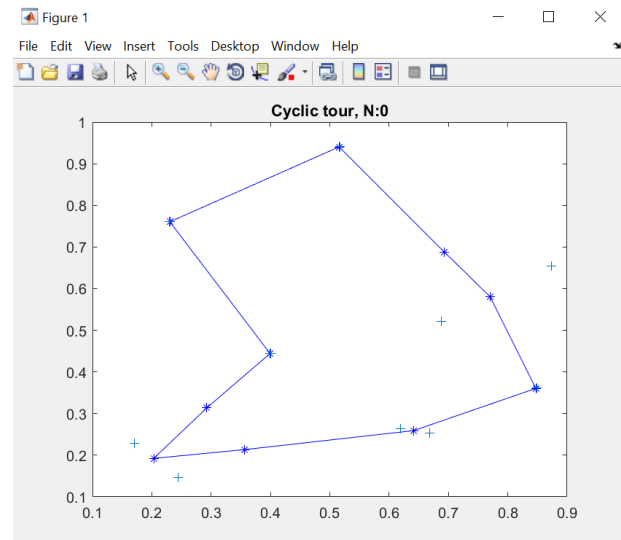 Figure 1
File Edit View Insert Tools Desktop Window Help
Cyclic tour, N:0
1
0.9
0.8
0.7
0.6
0.5
0.4
0.3
0.2
0.1
0.1 0.2 0.3 0.4 0.5 0.6 0.7 0.8 0.9